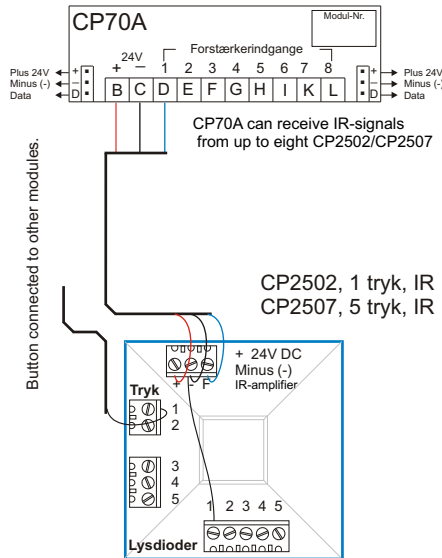 CP70A
Modul-Nr.
24V
Forstærkerindgange
+ − 1 2 3 4 5 6 7 8
Plus 24V + + Plus 24V
Minus (-) − − Minus (-)
Data D D Data
B C D E F G H I K L
CP70A can receive IR-signals
from up to eight CP2502/CP2507
Button connected to other modules.
CP2502, 1 tryk, IR
CP2507, 5 tryk, IR
+ 24V DC
Minus (-)
IR-amplifier
+ - F
Tryk
1
2
3
4
5
1 2 3 4 5
Lysdioder